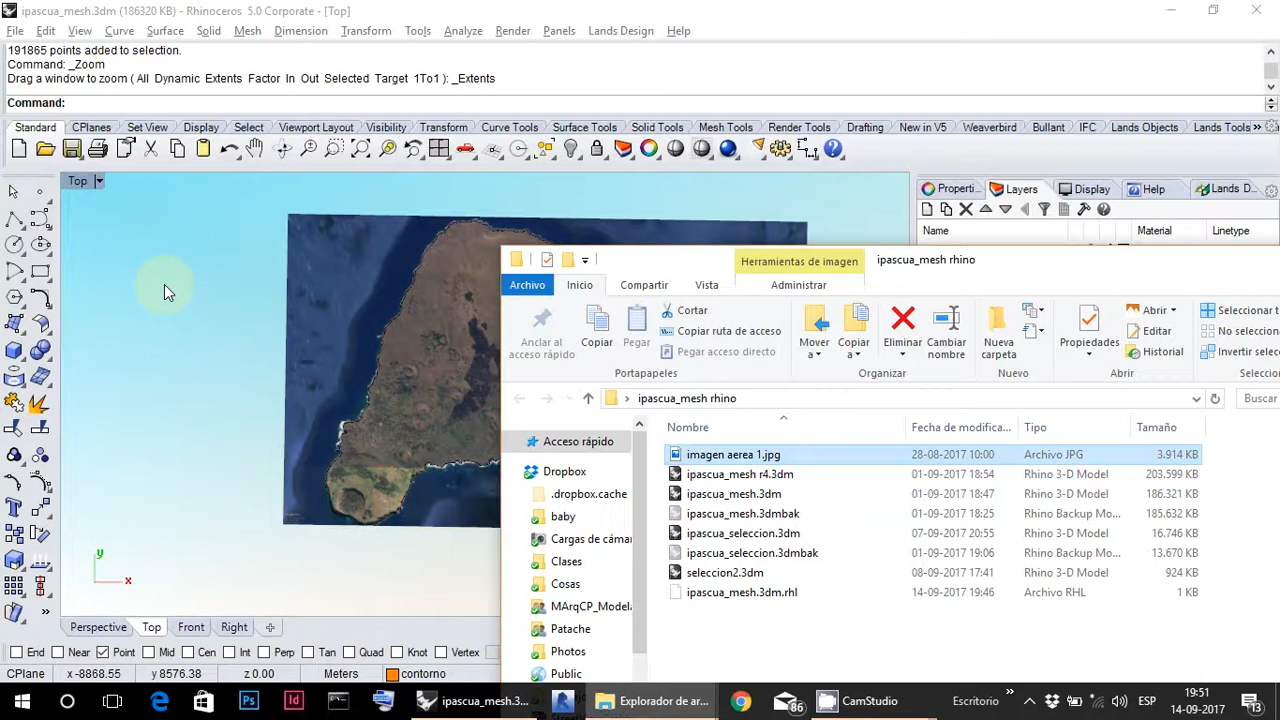 ipascua_mesh.3dm (186320 KB) - Rhinoceros 5.0 Corporate - [Top]
File Edit View Curve Surface Solid Mesh Dimension Transform Tools Analyze Render Panels Lands Design Help
191865 points added to selection.
Command: _Zoom
Drag a window to zoom ( All Dynamic Extents Factor In Out Selected Target 1To1 ): _Extents
Command:
Standard CPlanes Set View Display Select Viewport Layout Visibility Transform Curve Tools Surface Tools Solid Tools Mesh Tools Render Tools Drafting New in V5 Weaverbird Bullant IFC Lands Objects Lands Tools »
Top
Properti... Layers Display Help Lands D...
Name Material Linetype
Herramientas de imagen ipascua_mesh rhino
Archivo Inicio Compartir Vista Administrar
Anclar al acceso rápido
Copiar
Pegar
Cortar
Copiar ruta de acceso
Pegar acceso directo
Mover a
Copiar a
Eliminar
Cambiar nombre
Nueva carpeta
Propiedades
Abrir
Editar
Historial
Seleccionar t
No seleccion
Invertir selecc
Portapapeles Organizar Nuevo Abrir Seleccio
ipascua_mesh rhino Buscar
Nombre Fecha de modifica... Tipo Tamaño
Acceso rápido
Dropbox
.dropbox.cache
baby
Cargas de cámar
Clases
Cosas
MArqCP_Modela
Patache
Photos
Public
imagen aerea 1.jpg 28-08-2017 10:00 Archivo JPG 3.914 KB
ipascua_mesh r4.3dm 01-09-2017 18:54 Rhino 3-D Model 203.599 KB
ipascua_mesh.3dm 01-09-2017 18:47 Rhino 3-D Model 186.321 KB
ipascua_mesh.3dmbak 01-09-2017 18:25 Rhino Backup Mo... 185.632 KB
ipascua_seleccion.3dm 07-09-2017 20:55 Rhino 3-D Model 16.746 KB
ipascua_seleccion.3dmbak 01-09-2017 19:06 Rhino Backup Mo... 13.670 KB
seleccion2.3dm 08-09-2017 17:41 Rhino 3-D Model 924 KB
ipascua_mesh.3dm.rhl 14-09-2017 19:46 Archivo RHL 1 KB
y
x
Perspective Top Front Right
End Near Point Mid Cen Int Perp Tan Quad Knot Vertex
CPlane x -8868.55 y 8576.38 z 0.00 Meters contorno
ipascua_mesh.3... Explorador de ar... 86 CamStudio Escritorio » ESP 19:51
14-09-2017 13